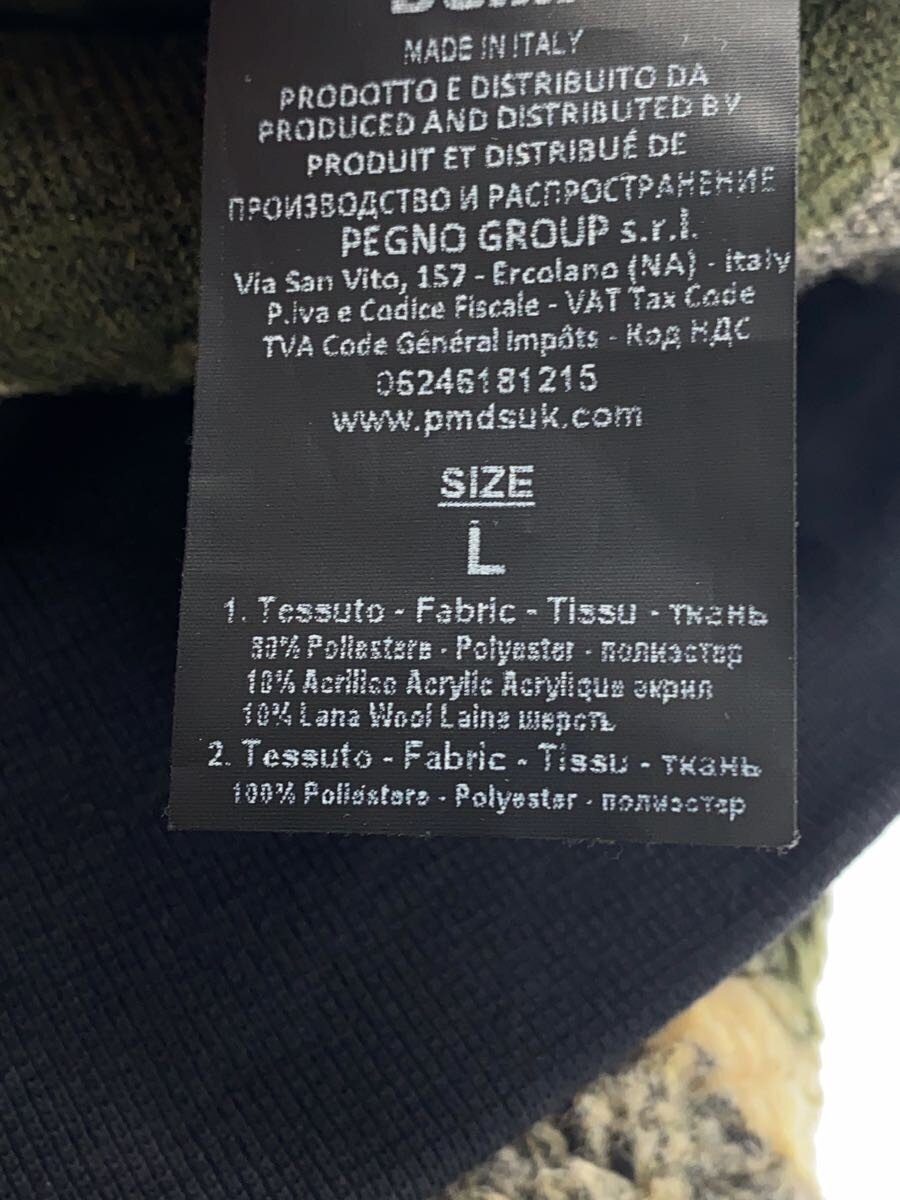 MADE IN ITALY
PRODOTTO E DISTRIBUITO DA
PRODUCED AND DISTRIBUTED BY
PRODUIT ET DISTRIBUÉ DE
ПРОИЗВОДСТВО И РАСПРОСТРАНЕНИЕ
PEGNO GROUP s.r.l.
Via San Vito, 157 - Ercolano (NA) - Italy
P.Iva e Codice Fiscale - VAT Tax Code
TVA Code Général Impôts - Код НДС
06246181215
www.pmdsuk.com
SIZE
L
1. Tessuto - Fabric - Tissu - ткань
80% Poliestere - Polyester - полиэстер
10% Acrilico Acrylic Acrylique акрил
10% Lana Wool Laine шерсть
2. Tessuto - Fabric - Tissu - ткань
100% Poliestere - Polyester - полиэстер